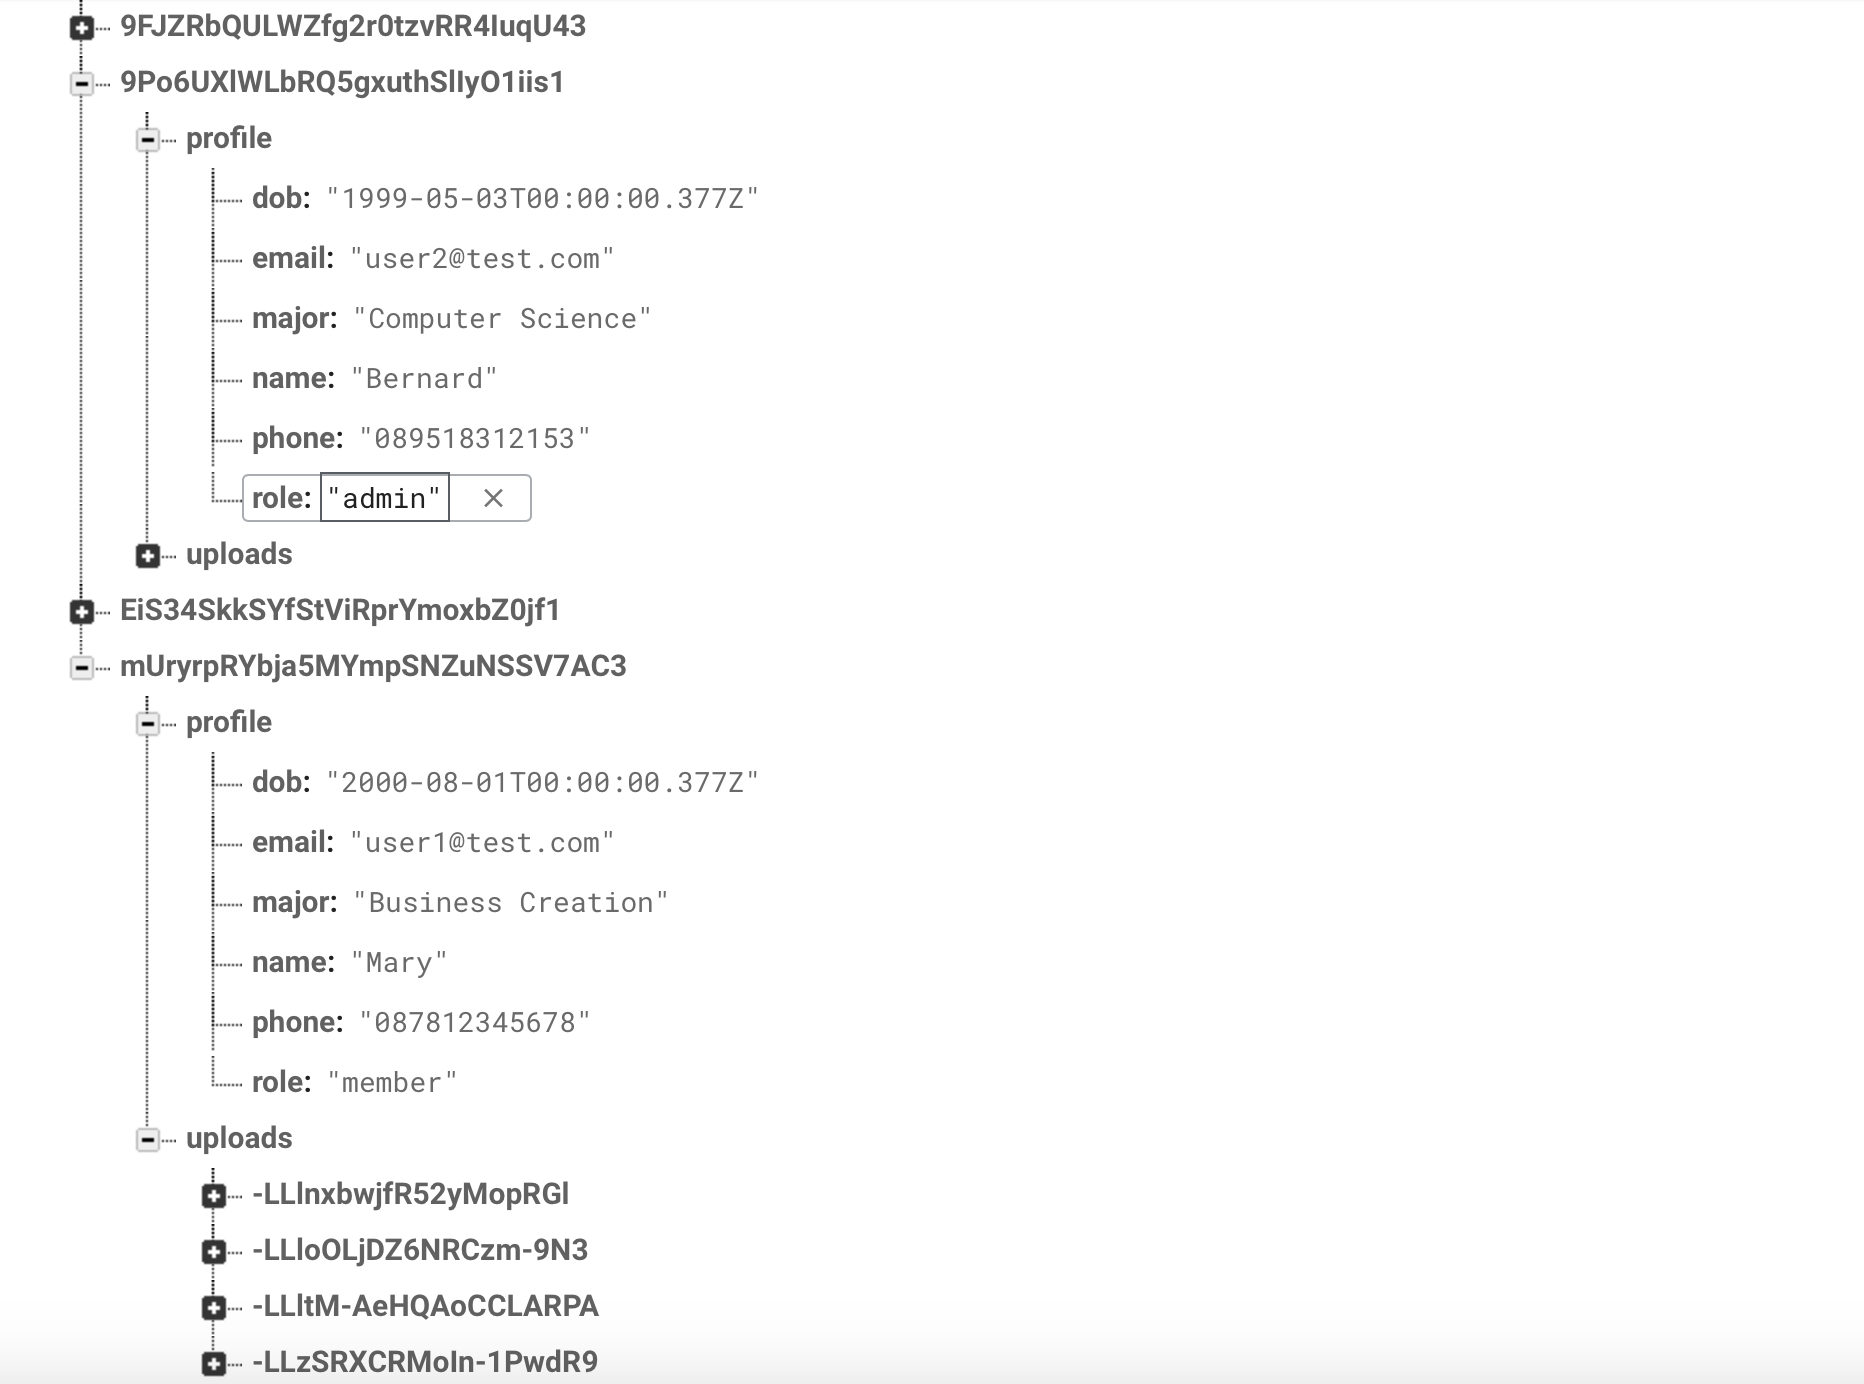 9FJZRbQULWZfg2r0tzvRR4IuqU43
9Po6UXlWLbRQ5gxuthSlIyO1iis1
profile
dob: "1999-05-03T00:00:00.377Z"
email: "user2@test.com"
major: "Computer Science"
name: "Bernard"
phone: "089518312153"
role: "admin"
uploads
EiS34SkkSYfStViRprYmoxbZ0jf1
mUryrpRYbja5MYmpSNZuNSSV7AC3
profile
dob: "2000-08-01T00:00:00.377Z"
email: "user1@test.com"
major: "Business Creation"
name: "Mary"
phone: "087812345678"
role: "member"
uploads
-LLlnxbwjfR52yMopRGl
-LLloOLjDZ6NRCzm-9N3
-LLltM-AeHQAoCCLARPA
-LLzSRXCRMoIn-1PwdR9